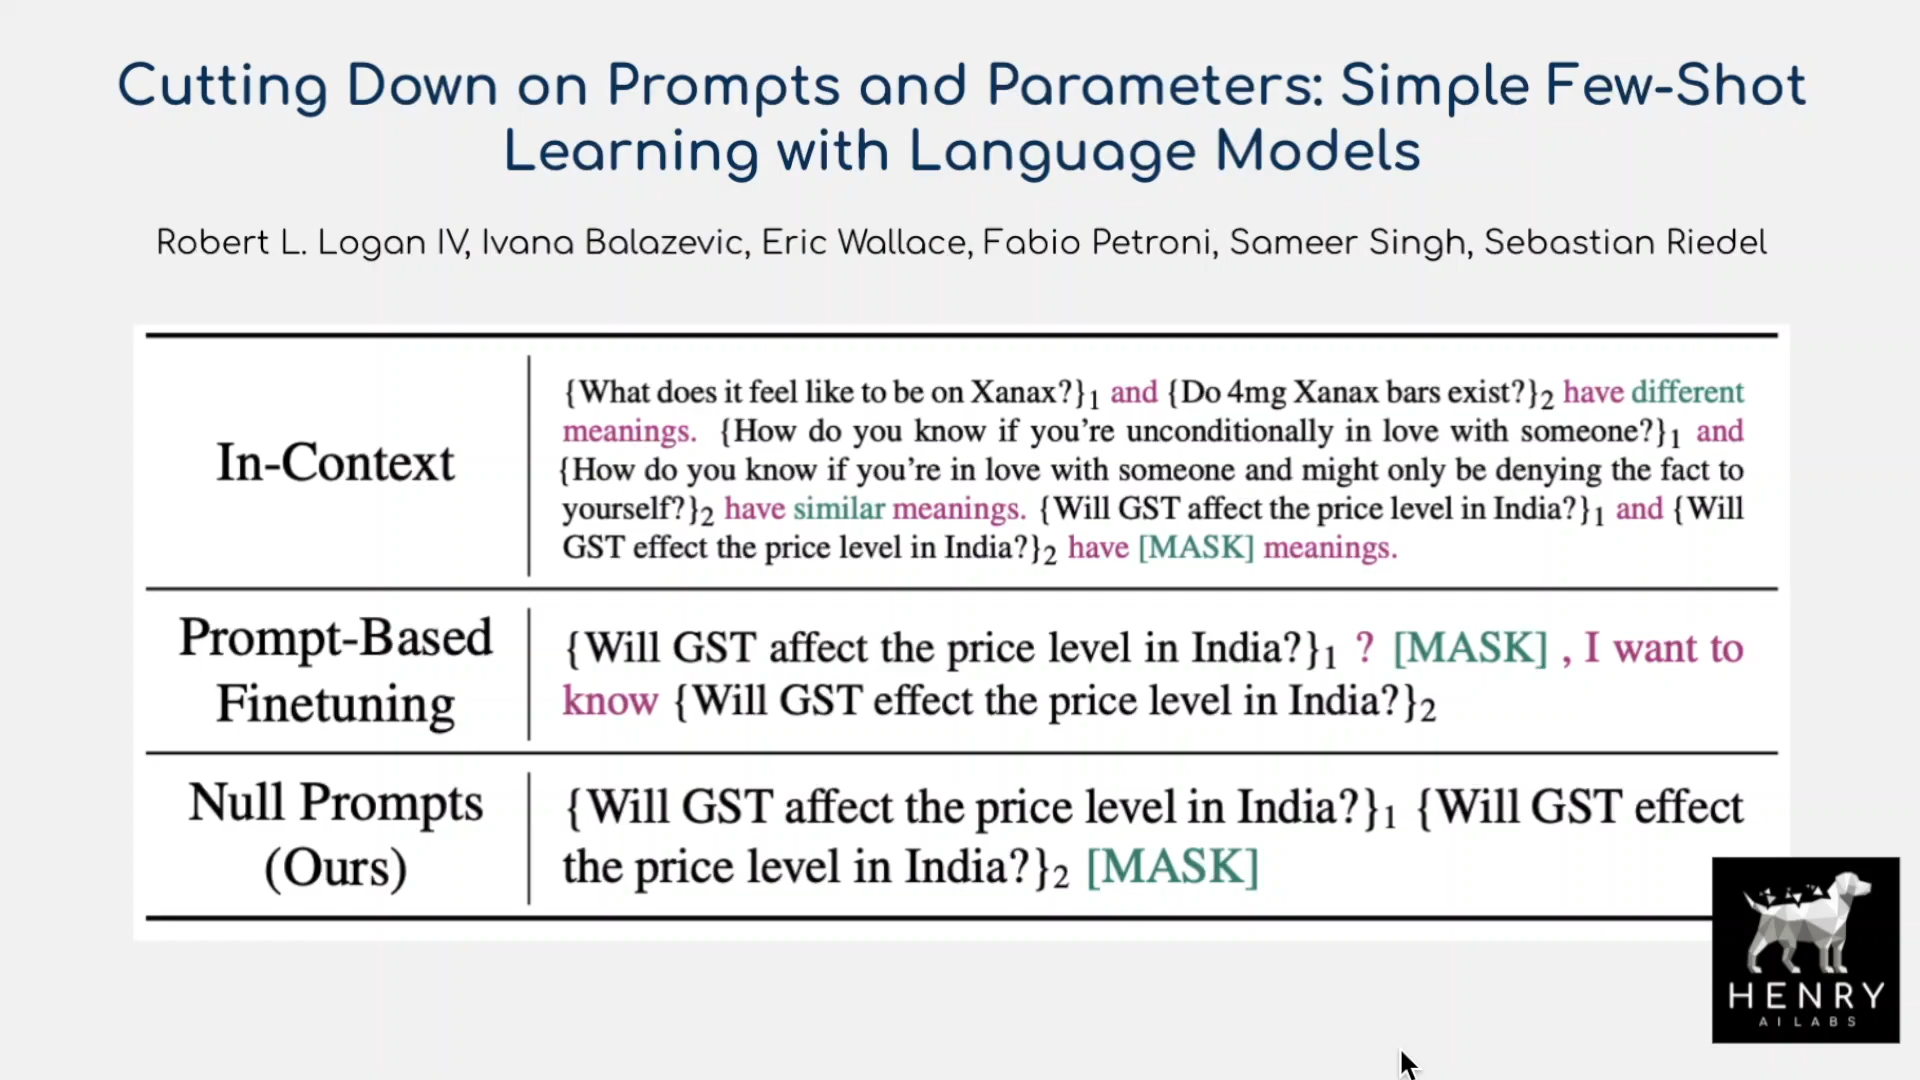 Cutting Down on Prompts and Parameters: Simple Few-Shot
Learning with Language Models
Robert L. Logan IV, Ivana Balazevic, Eric Wallace, Fabio Petroni, Sameer Singh, Sebastian Riedel
In-Context
{What does it feel like to be on Xanax?}1 and {Do 4mg Xanax bars exist?}2 have different
meanings. {How do you know if you're unconditionally in love with someone?}1 and
{How do you know if you're in love with someone and might only be denying the fact to
yourself?}2 have similar meanings. {Will GST affect the price level in India?}1 and {Will
GST effect the price level in India?}2 have [MASK] meanings.
Prompt-Based
Finetuning
{Will GST affect the price level in India?}1 ? [MASK] , I want to
know {Will GST effect the price level in India?}2
Null Prompts
(Ours)
{Will GST affect the price level in India?}1 {Will GST effect
the price level in India?}2 [MASK]
HENRY
AI LABS